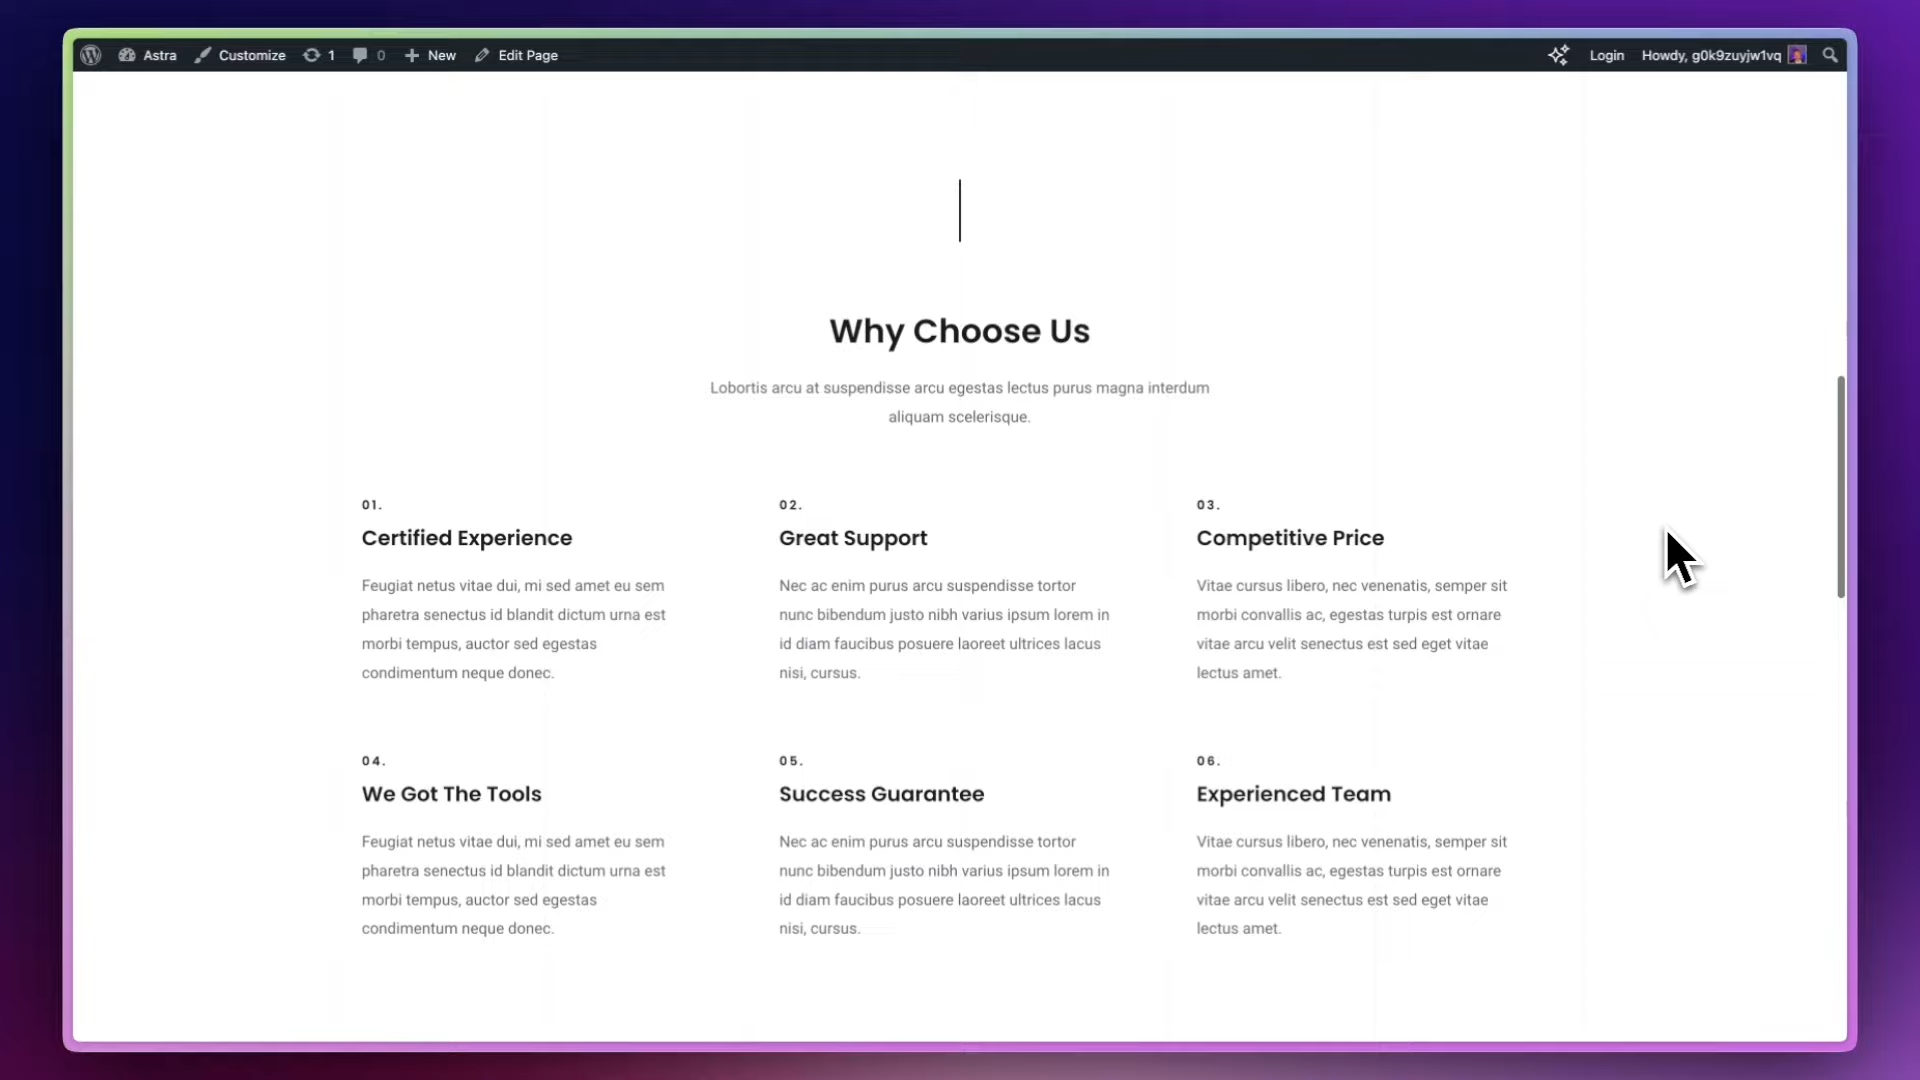 Astra Customize 1 0 New Edit Page Login Howdy, g0k9zuyjw1vq
Why Choose Us
Lobortis arcu at suspendisse arcu egestas lectus purus magna interdum
aliquam scelerisque.
01.
Certified Experience
Feugiat netus vitae dui, mi sed amet eu sem
pharetra senectus id blandit dictum urna est
morbi tempus, auctor sed egestas
condimentum neque donec.
02.
Great Support
Nec ac enim purus arcu suspendisse tortor
nunc bibendum justo nibh varius ipsum lorem in
id diam faucibus posuere laoreet ultrices lacus
nisi, cursus.
03.
Competitive Price
Vitae cursus libero, nec venenatis, semper sit
morbi convallis ac, egestas turpis est ornare
vitae arcu velit senectus est sed eget vitae
lectus amet.
04.
We Got The Tools
Feugiat netus vitae dui, mi sed amet eu sem
pharetra senectus id blandit dictum urna est
morbi tempus, auctor sed egestas
condimentum neque donec.
05.
Success Guarantee
Nec ac enim purus arcu suspendisse tortor
nunc bibendum justo nibh varius ipsum lorem in
id diam faucibus posuere laoreet ultrices lacus
nisi, cursus.
06.
Experienced Team
Vitae cursus libero, nec venenatis, semper sit
morbi convallis ac, egestas turpis est ornare
vitae arcu velit senectus est sed eget vitae
lectus amet.